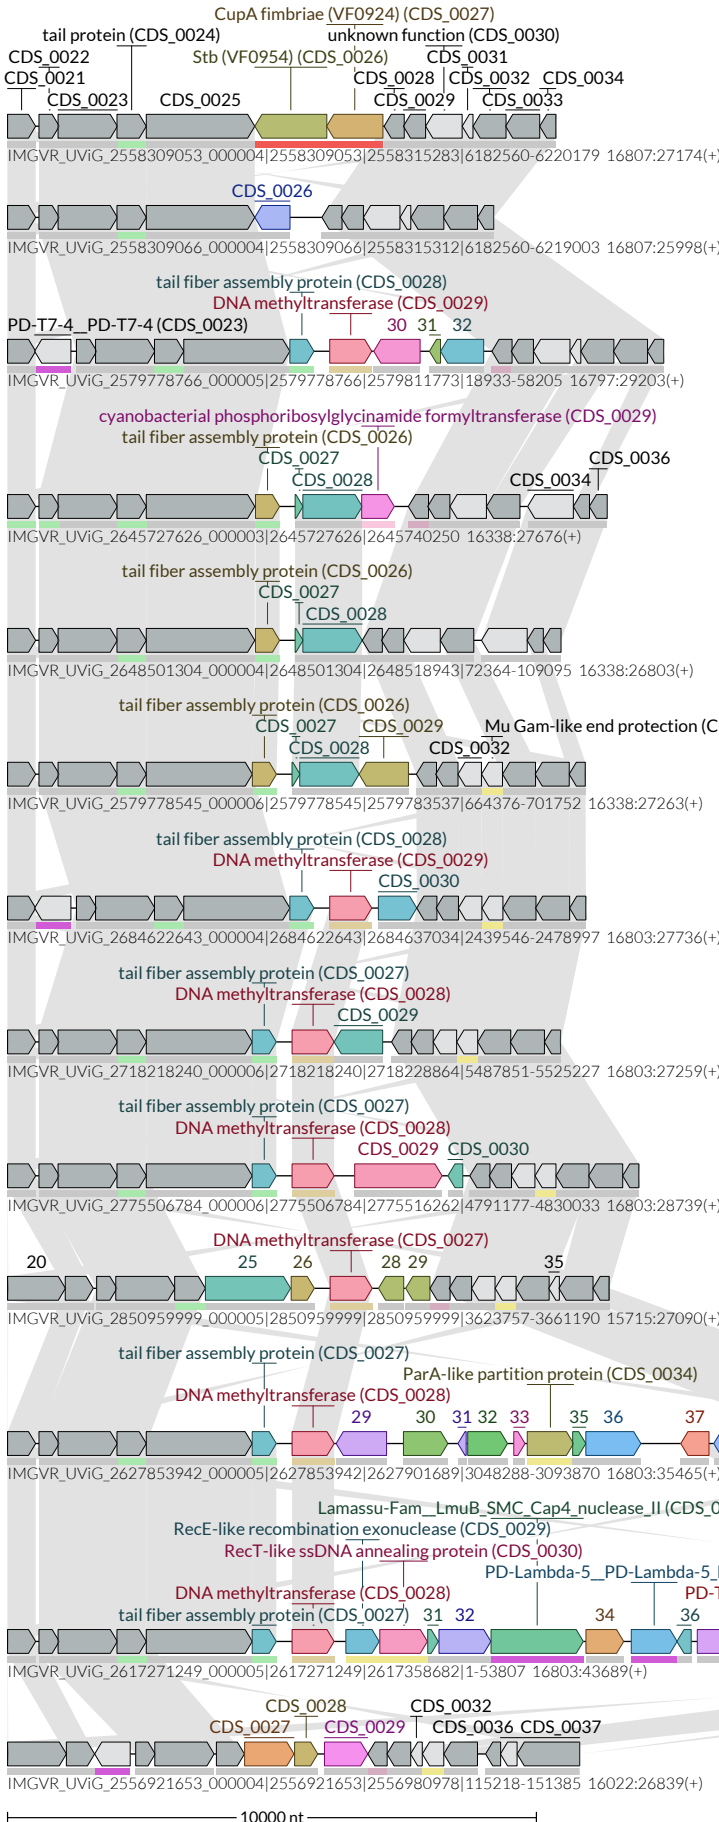 CupA fimbriae (VF0924) (CDS_0027)
tail protein (CDS_0024) unknown function (CDS_0030)
CDS_0022 Stb (VF0954) (CDS_0026) CDS_0031
CDS_0021 CDS_0028 CDS_0032 CDS_0034
CDS_0023 CDS_0025 CDS_0029 CDS_0033
IMGVR_UViG_2558309053_000004|2558309053|2558315283|6182560-6220179 16807:27174(+)
CDS_0026
IMGVR_UViG_2558309066_000004|2558309066|2558315312|6182560-6219003 16807:25998(+)
tail fiber assembly protein (CDS_0028)
DNA methyltransferase (CDS_0029)
PD-T7-4__PD-T7-4 (CDS_0023) 30 31 32
IMGVR_UViG_2579778766_000005|2579778766|2579811773|18933-58205 16797:29203(+)
cyanobacterial phosphoribosylglycinamide formyltransferase (CDS_0029)
tail fiber assembly protein (CDS_0026)
CDS_0027 CDS_0036
CDS_0028 CDS_0034
IMGVR_UViG_2645727626_000003|2645727626|2645740250 16338:27676(+)
tail fiber assembly protein (CDS_0026)
CDS_0027
CDS_0028
IMGVR_UViG_2648501304_000004|2648501304|2648518943|72364-109095 16338:26803(+)
tail fiber assembly protein (CDS_0026)
CDS_0027 CDS_0029 Mu Gam-like end protection (C
CDS_0028 CDS_0032
IMGVR_UViG_2579778545_000006|2579778545|2579783537|664376-701752 16338:27263(+)
tail fiber assembly protein (CDS_0028)
DNA methyltransferase (CDS_0029)
CDS_0030
IMGVR_UViG_2684622643_000004|2684622643|2684637034|2439546-2478997 16803:27736(+)
tail fiber assembly protein (CDS_0027)
DNA methyltransferase (CDS_0028)
CDS_0029
IMGVR_UViG_2718218240_000006|2718218240|2718228864|5487851-5525227 16803:27259(+)
tail fiber assembly protein (CDS_0027)
DNA methyltransferase (CDS_0028)
CDS_0029 CDS_0030
IMGVR_UViG_2775506784_000006|2775506784|2775516262|4791177-4830033 16803:28739(+)
DNA methyltransferase (CDS_0027)
20 25 26 28 29 35
IMGVR_UViG_2850959999_000005|2850959999|2850959999|3623757-3661190 15715:27090(+)
tail fiber assembly protein (CDS_0027)
ParA-like partition protein (CDS_0034)
DNA methyltransferase (CDS_0028)
29 30 31 32 33 35 36 37
IMGVR_UViG_2627853942_000005|2627853942|2627901689|3048288-3093870 16803:35465(+)
Lamassu-Fam__LmuB_SMC_Cap4_nuclease_II (CDS_0
RecE-like recombination exonuclease (CDS_0029)
RecT-like ssDNA annealing protein (CDS_0030)
PD-Lambda-5__PD-Lambda-5_
DNA methyltransferase (CDS_0028) PD-T
tail fiber assembly protein (CDS_0027) 31 32 34 36
IMGVR_UViG_2617271249_000005|2617271249|2617358682|1-53807 16803:43689(+)
CDS_0028 CDS_0032
CDS_0027 CDS_0029 CDS_0036 CDS_0037
IMGVR_UViG_2556921653_000004|2556921653|2556980978|115218-151385 16022:26839(+)
10000 nt